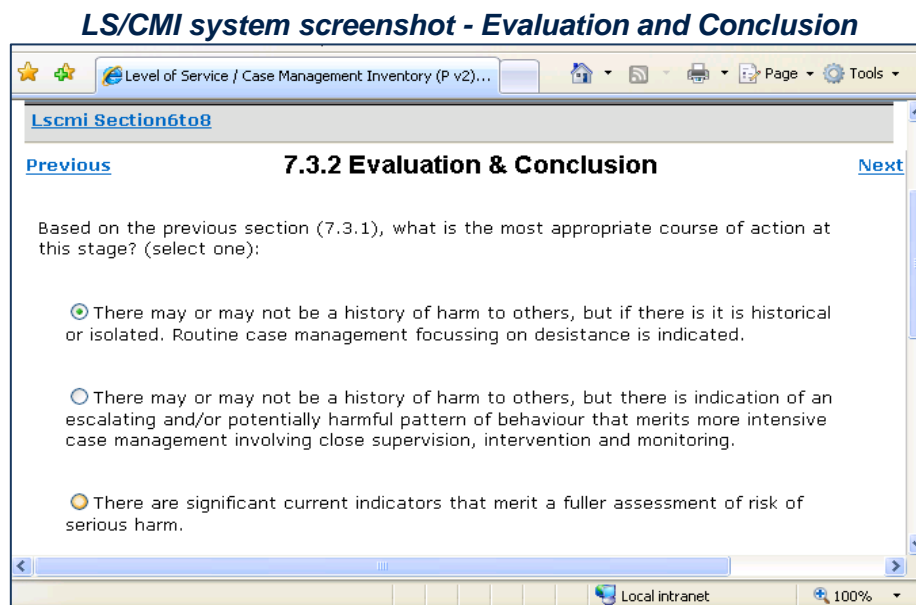 LS/CMI system screenshot - Evaluation and Conclusion
Level of Service / Case Management Inventory (P v2)...
Page
Tools
Lscmi Section6to8
Previous
7.3.2 Evaluation & Conclusion
Next
Based on the previous section (7.3.1), what is the most appropriate course of action at
this stage? (select one):
There may or may not be a history of harm to others, but if there is it is historical
or isolated. Routine case management focussing on desistance is indicated.
There may or may not be a history of harm to others, but there is indication of an
escalating and/or potentially harmful pattern of behaviour that merits more intensive
case management involving close supervision, intervention and monitoring.
There are significant current indicators that merit a fuller assessment of risk of
serious harm.
Local intranet
100%